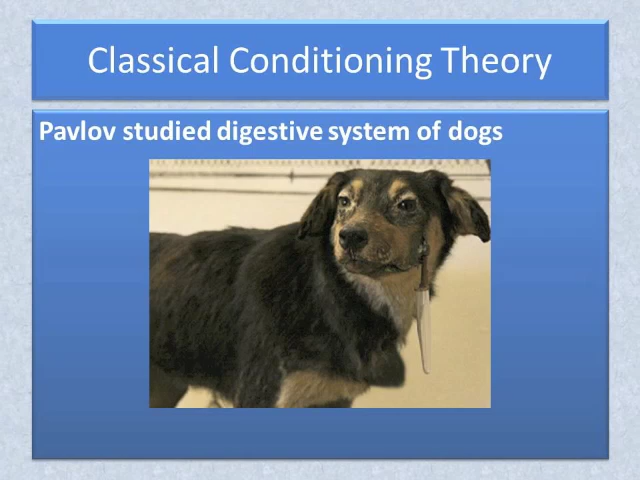 Classical Conditioning Theory
Pavlov studied digestive system of dogs